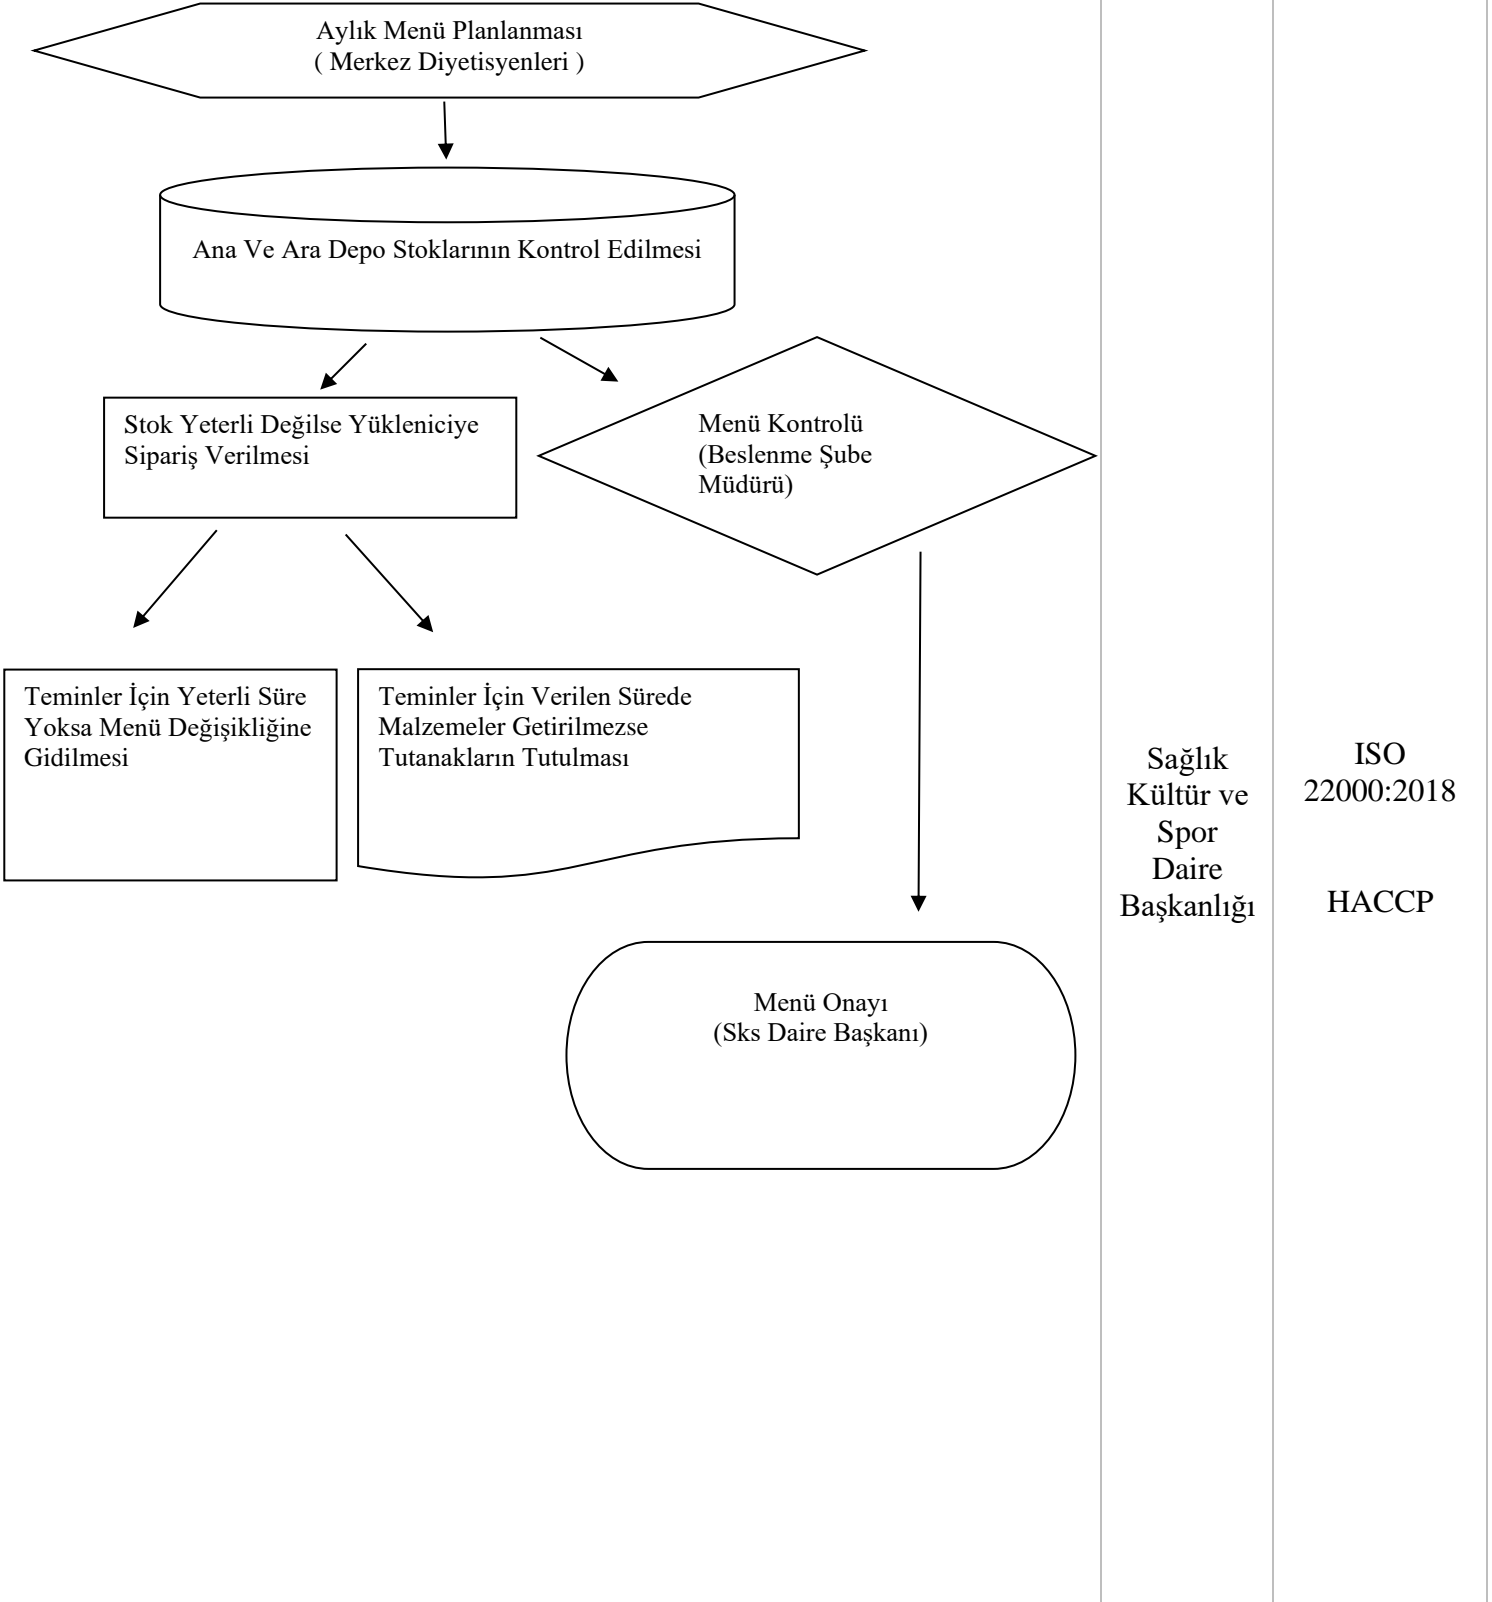 Aylık Menü Planlanması
( Merkez Diyetisyenleri )
Ana Ve Ara Depo Stoklarının Kontrol Edilmesi
Stok Yeterli Değilse Yükleniciye
Sipariş Verilmesi
Menü Kontrolü
(Beslenme Şube
Müdürü)
Teminler İçin Yeterli Süre
Yoksa Menü Değişikliğine
Gidilmesi
Teminler İçin Verilen Sürede
Malzemeler Getirilmezse
Tutanakların Tutulması
Menü Onayı
(Sks Daire Başkanı)
Sağlık
Kültür ve
Spor
Daire
Başkanlığı
ISO
22000:2018
HACCP